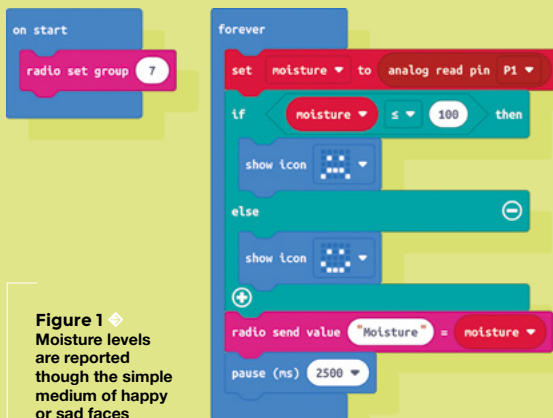 on start
radio set group 7
forever
set moisture to analog read pin P1
if moisture ≤ 100 then
show icon
else
show icon
radio send value "Moisture" = moisture
pause (ms) 2500
Figure 1
Moisture levels
are reported
though the simple
medium of happy
or sad faces